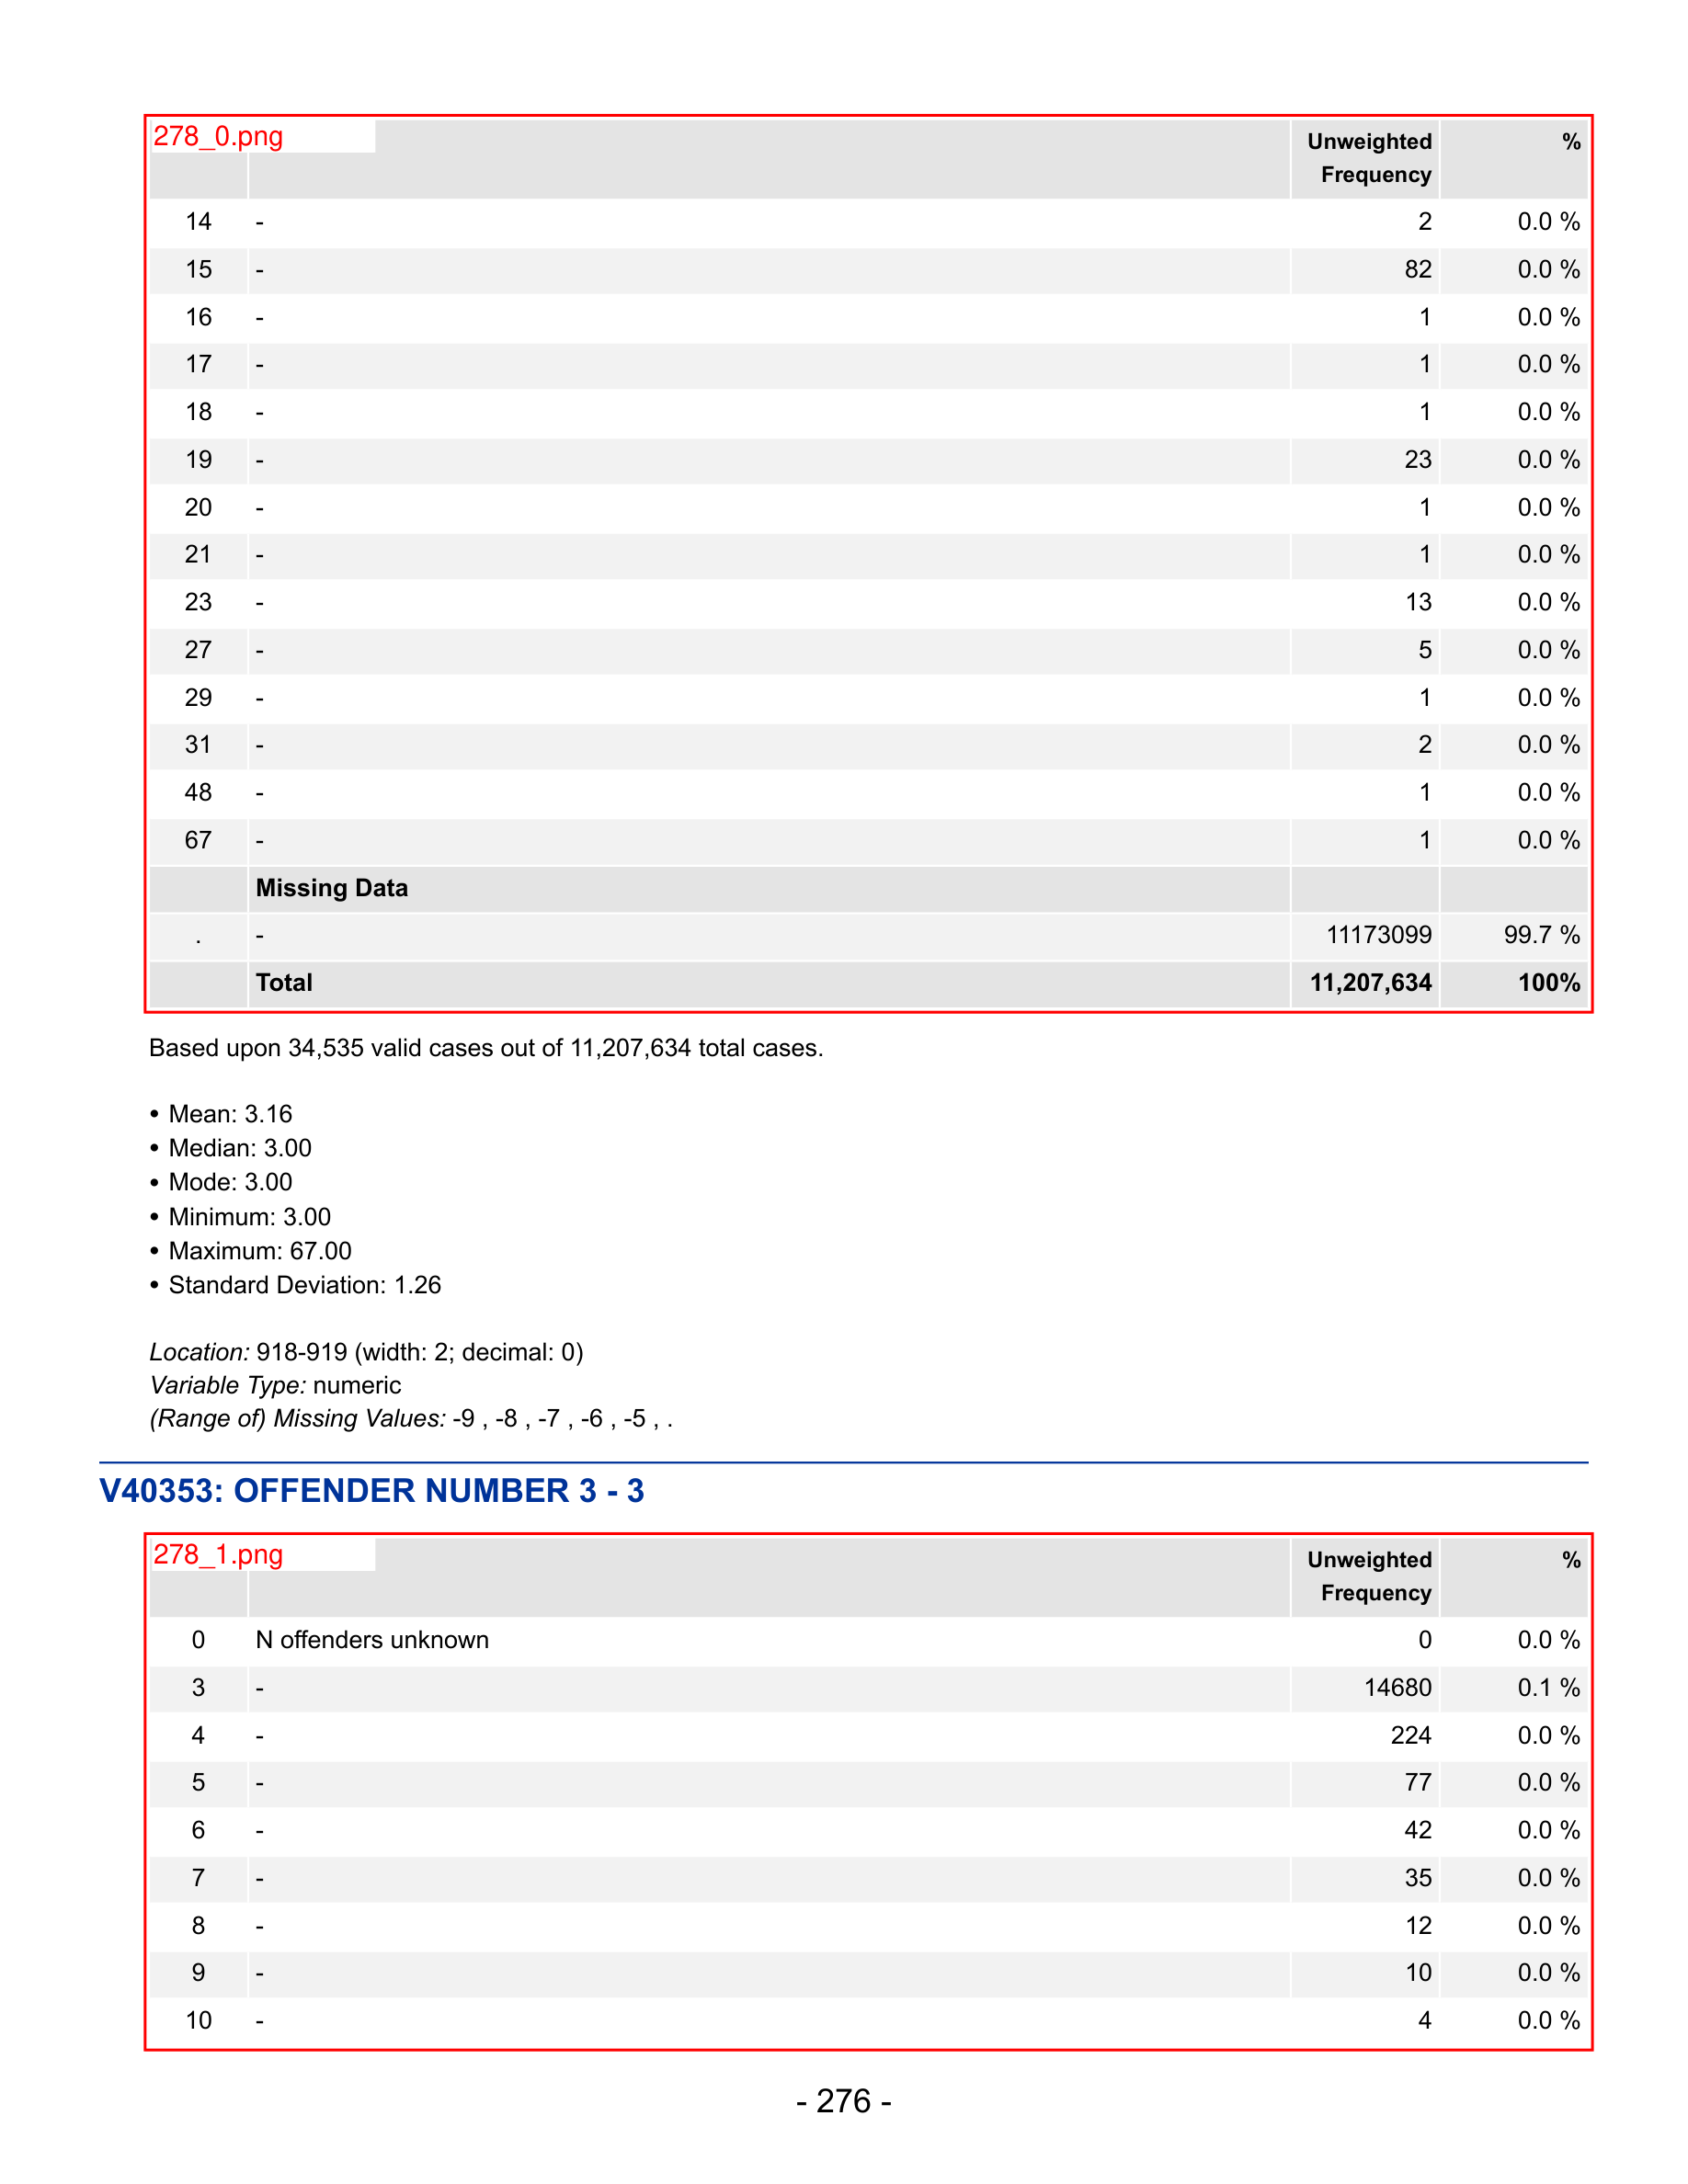 278_0.png
Unweighted Frequency %
14 - 2 0.0 %
15 - 82 0.0 %
16 - 1 0.0 %
17 - 1 0.0 %
18 - 1 0.0 %
19 - 23 0.0 %
20 - 1 0.0 %
21 - 1 0.0 %
23 - 13 0.0 %
27 - 5 0.0 %
29 - 1 0.0 %
31 - 2 0.0 %
48 - 1 0.0 %
67 - 1 0.0 %
Missing Data
. - 11173099 99.7 %
Total 11,207,634 100%
Based upon 34,535 valid cases out of 11,207,634 total cases.
• Mean: 3.16
• Median: 3.00
• Mode: 3.00
• Minimum: 3.00
• Maximum: 67.00
• Standard Deviation: 1.26
Location: 918-919 (width: 2; decimal: 0)
Variable Type: numeric
(Range of) Missing Values: -9 , -8 , -7 , -6 , -5 , .
V40353: OFFENDER NUMBER 3 - 3
278_1.png
Unweighted Frequency %
0 N offenders unknown 0 0.0 %
3 - 14680 0.1 %
4 - 224 0.0 %
5 - 77 0.0 %
6 - 42 0.0 %
7 - 35 0.0 %
8 - 12 0.0 %
9 - 10 0.0 %
10 - 4 0.0 %
- 276 -